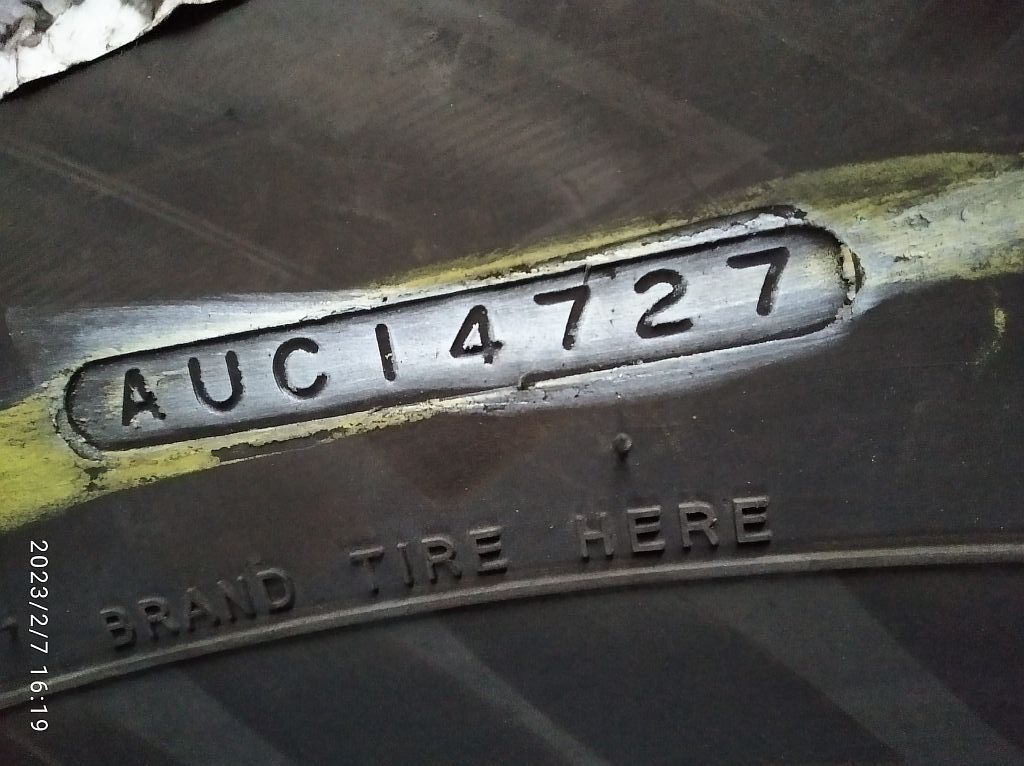 AUC14727
BRAND TIRE HERE
2023/2/7 16:19